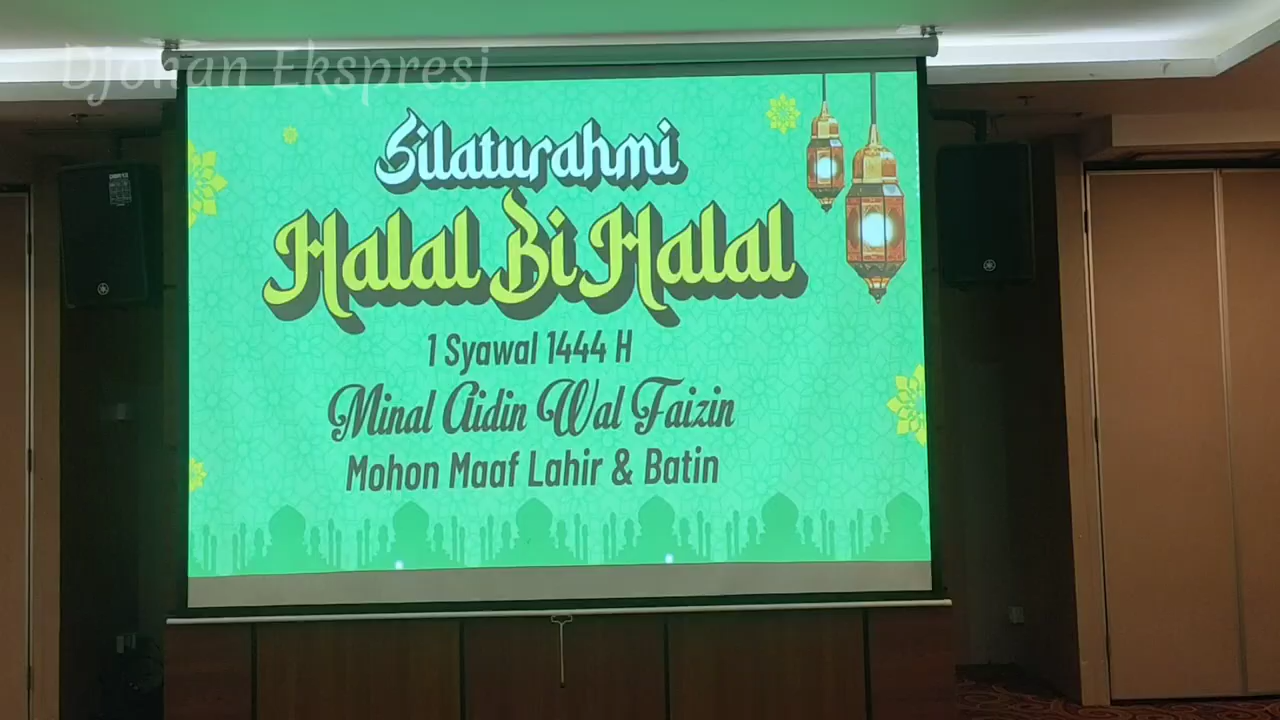 Djohan Ekspresi
Silaturahmi
Halal Bi Halal
1 Syawal 1444 H
Minal Aidin Wal Faizin
Mohon Maaf Lahir & Batin